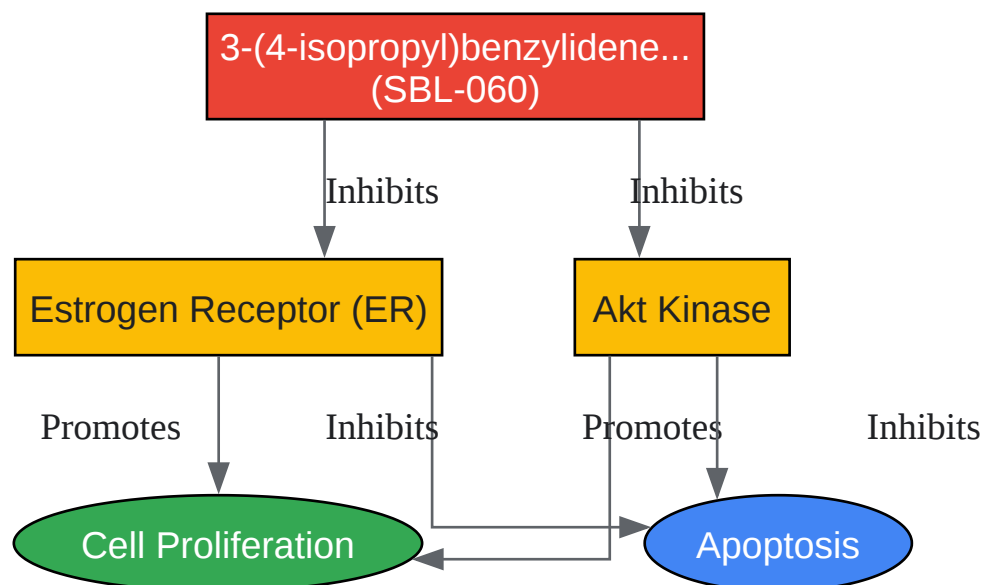 3-(4-isopropyl)benzylidene...
(SBL-060)
Inhibits
Inhibits
Estrogen Receptor (ER)
Akt Kinase
Promotes
Inhibits
Promotes
Inhibits
Cell Proliferation
Apoptosis